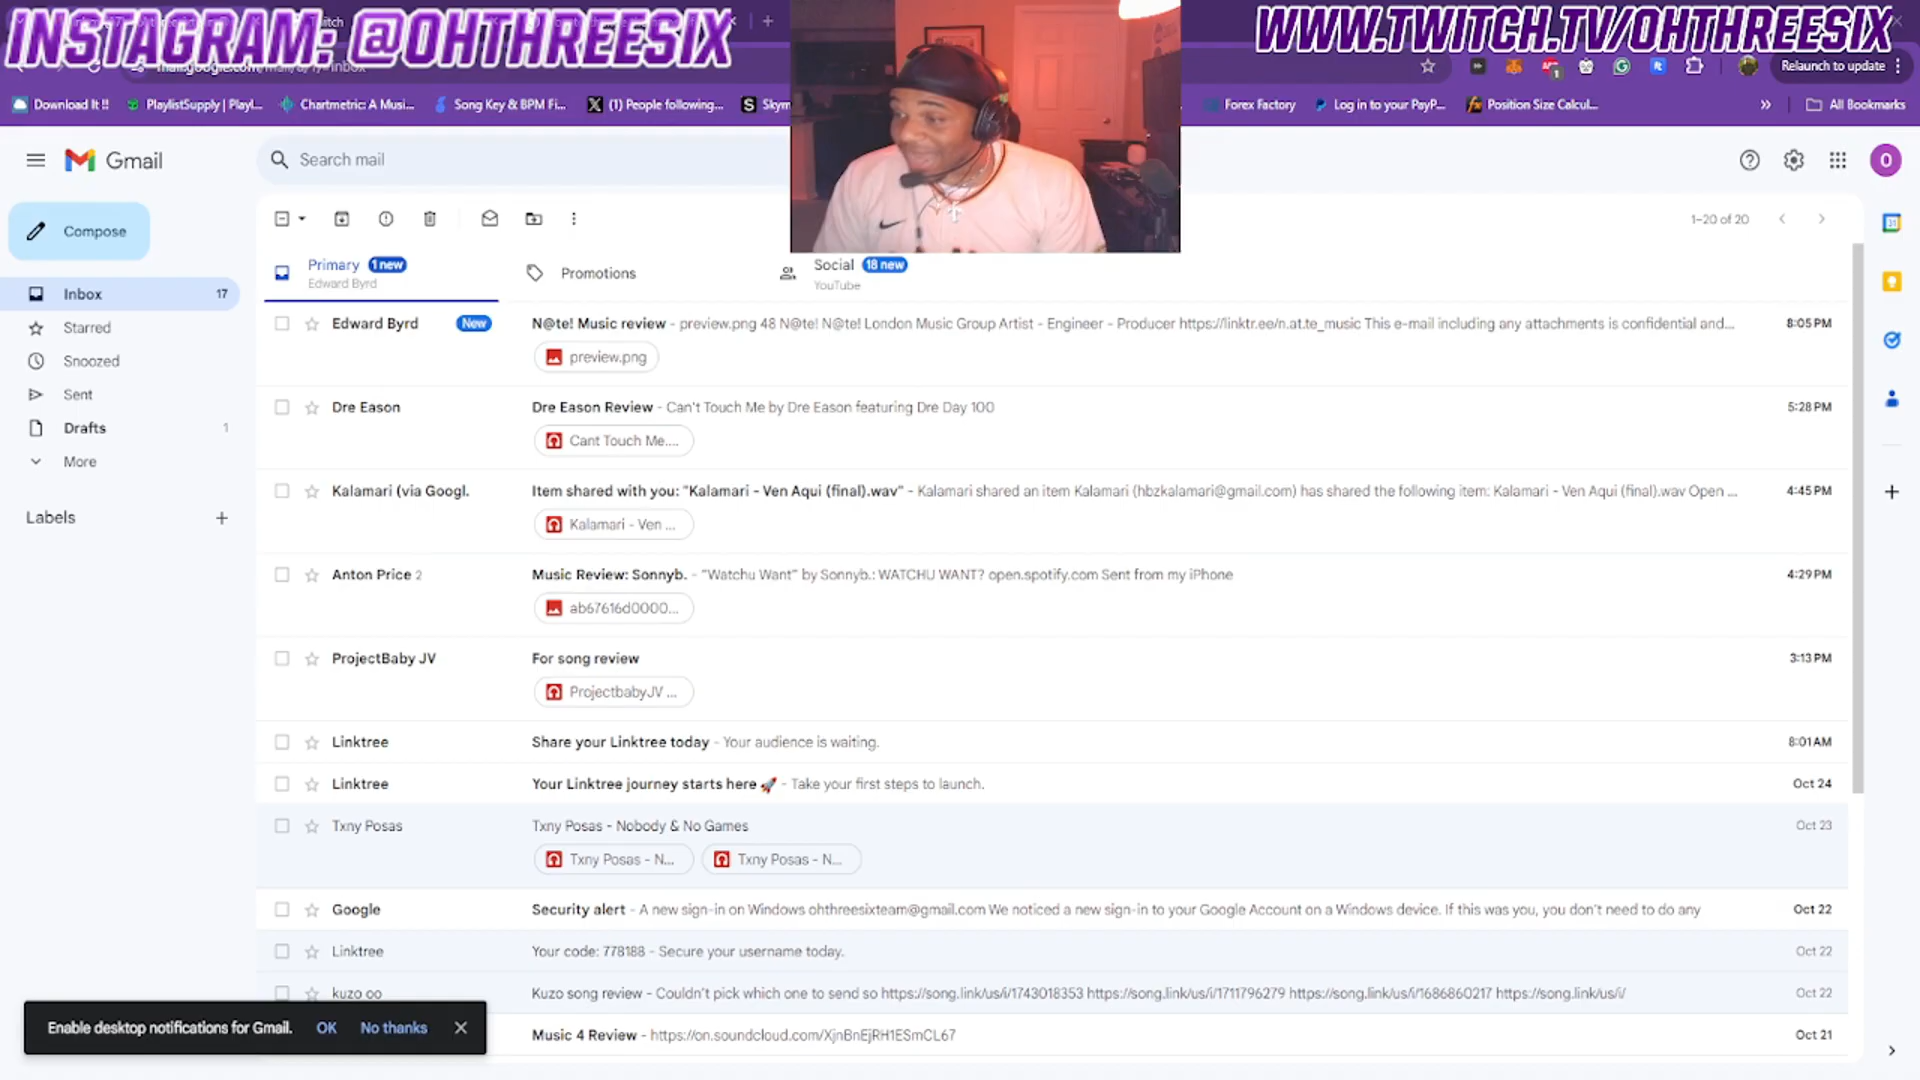 INSTAGRAM: @OHTHREESIX
WWW.TWITCH.TV/OHTHREESIX
Twitch
mail.google.com
Relaunch to update
Download It !!
PlaylistSupply | Playl...
Chartmetric: A Musi...
Song Key & BPM Fi...
(1) People following...
Skym
Forex Factory
Log in to your PayP...
Position Size Calcul...
All Bookmarks
Gmail
Search mail
O
Compose
1–20 of 20
Primary 1 new
Edward Byrd
Promotions
Social 18 new
YouTube
Inbox 17
Starred
Snoozed
Sent
Drafts 1
More
Labels
Edward Byrd New N@te! Music review - preview.png 48 N@te! N@te! London Music Group Artist - Engineer - Producer https://linktr.ee/n.at.te_music This e-mail including any attachments is confidential and... 8:05 PM
preview.png
Dre Eason Dre Eason Review - Can't Touch Me by Dre Eason featuring Dre Day 100 5:28 PM
Cant Touch Me....
Kalamari (via Googl. Item shared with you: "Kalamari - Ven Aqui (final).wav" - Kalamari shared an item Kalamari (hbzkalamari@gmail.com) has shared the following item: Kalamari - Ven Aqui (final).wav Open ... 4:45 PM
Kalamari - Ven ...
Anton Price 2 Music Review: Sonnyb. - "Watchu Want" by Sonnyb.: WATCHU WANT? open.spotify.com Sent from my iPhone 4:29 PM
ab67616d0000...
ProjectBaby JV For song review 3:13 PM
ProjectbabyJV ...
Linktree Share your Linktree today - Your audience is waiting. 8:01 AM
Linktree Your Linktree journey starts here 🚀 - Take your first steps to launch. Oct 24
Txny Posas Txny Posas - Nobody & No Games Oct 23
Txny Posas - N... Txny Posas - N...
Google Security alert - A new sign-in on Windows ohthreesixteam@gmail.com We noticed a new sign-in to your Google Account on a Windows device. If this was you, you don't need to do any Oct 22
Linktree Your code: 778188 - Secure your username today. Oct 22
kuzo oo Kuzo song review - Couldn't pick which one to send so https://song.link/us/i/1743018353 https://song.link/us/i/1711796279 https://song.link/us/i/1686860217 https://song.link/us/i/ Oct 22
Music 4 Review - https://on.soundcloud.com/XjnBnEjRH1ESmCL67 Oct 21
Enable desktop notifications for Gmail. OK No thanks